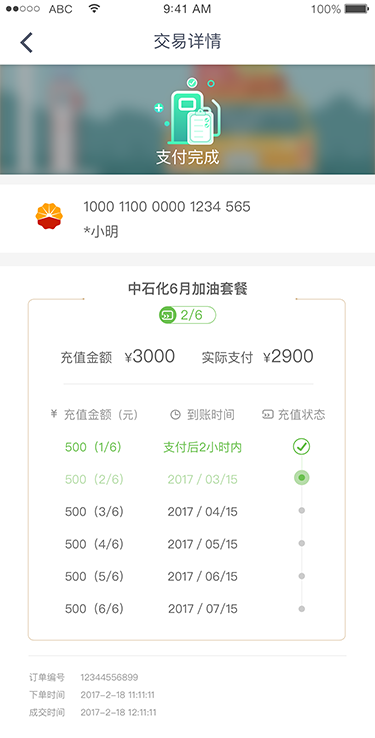 ABC 9:41 AM 100%
交易详情
支付完成
1000 1100 0000 1234 565
*小明
中石化6月加油套餐
2/6
充值金额 ¥3000 实际支付 ¥2900
¥ 充值金额（元） 到账时间 充值状态
500（1/6） 支付后2小时内
500（2/6） 2017 / 03/15
500（3/6） 2017 / 04/15
500（4/6） 2017 / 05/15
500（5/6） 2017 / 06/15
500（6/6） 2017 / 07/15
订单编号 12344556899
下单时间 2017-2-18 11:11:11
成交时间 2017-2-18 12:11:11